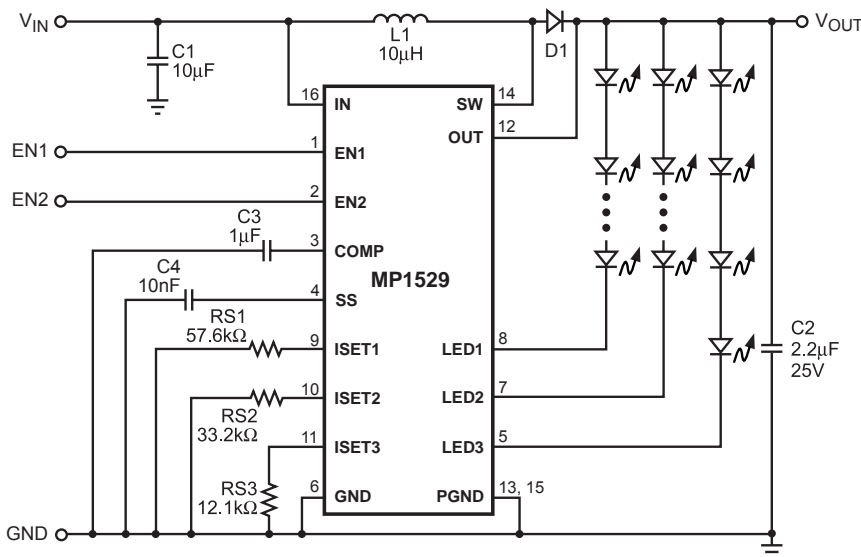 VIN
L1
10µH
D1
VOUT
C1
10µF
16
IN
SW
14
OUT
12
EN1
1
EN1
EN2
2
EN2
C3
1µF
3
COMP
MP1529
C4
10nF
4
SS
RS1
57.6kΩ
9
ISET1
LED1
8
C2
2.2µF
25V
10
ISET2
LED2
7
RS2
33.2kΩ
11
ISET3
LED3
5
RS3
12.1kΩ
6
GND
PGND
13, 15
GND